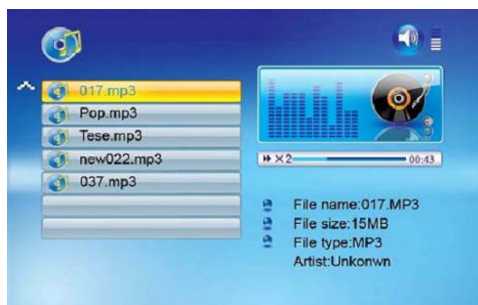 017.mp3
Pop.mp3
Tese.mp3
new022.mp3
037.mp3
×2 00:43
File name:017.MP3
File size:15MB
File type:MP3
Artist:Unkonwn